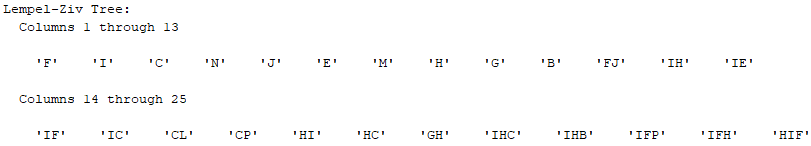 Lempel-Ziv Tree:
Columns 1 through 13
'F' 'I' 'C' 'N' 'J' 'E' 'M' 'H' 'G' 'B' 'FJ' 'IH' 'IE'
Columns 14 through 25
'IF' 'IC' 'CL' 'CP' 'HI' 'HC' 'GH' 'IHC' 'IHB' 'IFP' 'IFH' 'HIF'